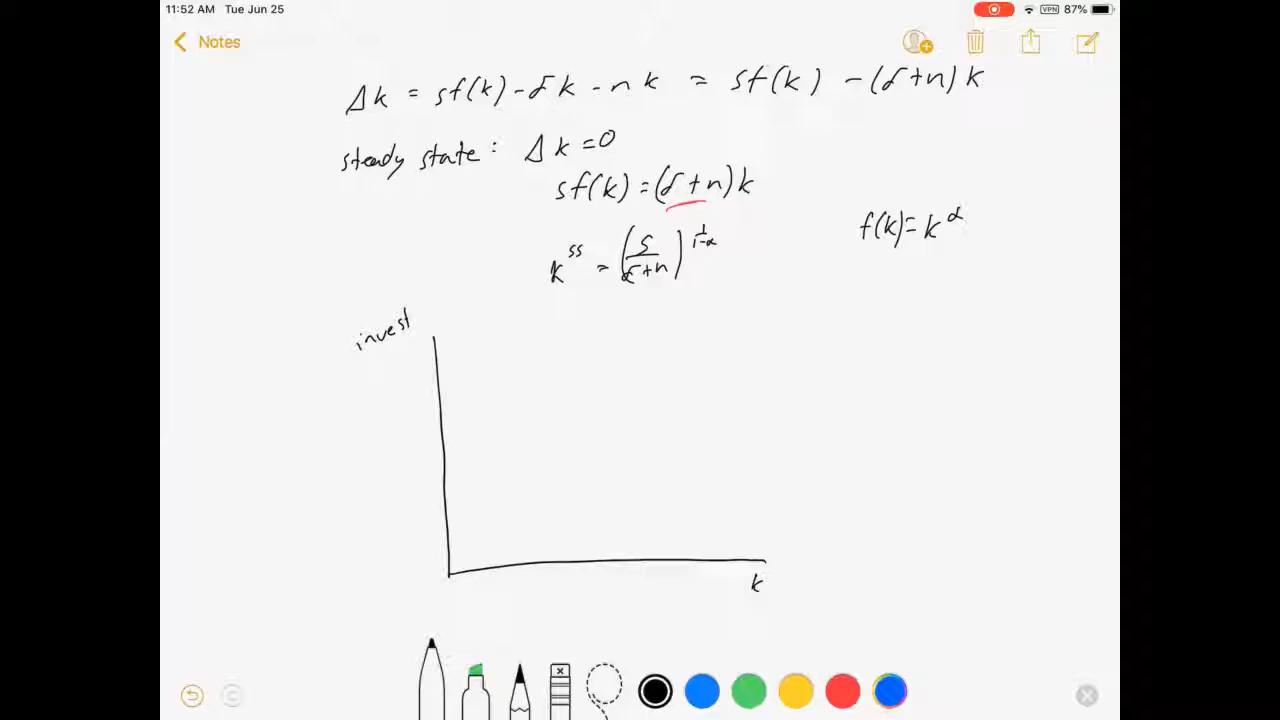 11:52 AM Tue Jun 25
VPN 87%
Notes
Δk = sf(k) - δk - nk = sf(k) - (δ+n)k
steady state: Δk = 0
sf(k) = (δ+n)k
f(k) = k^α
k^ss = (s/(δ+n))^(1/(1-α))
invest
k